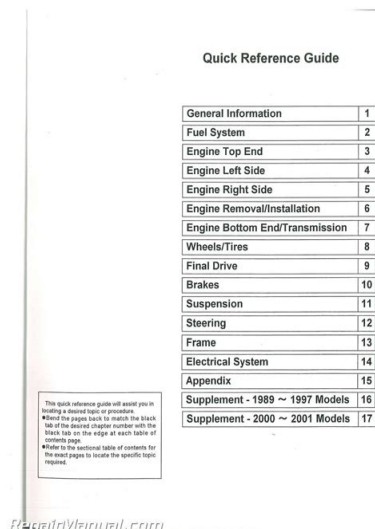 Quick Reference Guide
General Information 1
Fuel System 2
Engine Top End 3
Engine Left Side 4
Engine Right Side 5
Engine Removal/Installation 6
Engine Bottom End/Transmission 7
Wheels/Tires 8
Final Drive 9
Brakes 10
Suspension 11
Steering 12
Frame 13
Electrical System 14
Appendix 15
Supplement - 1989 ~ 1997 Models 16
Supplement - 2000 ~ 2001 Models 17
This quick reference guide will assist you in
locating a desired topic or procedure.
■Bend the pages back to match the black
tab of the desired chapter number with the
black tab on the edge at each table of
contents page.
■Refer to the sectional table of contents for
the exact pages to locate the specific topic
required.
RepairManual.com